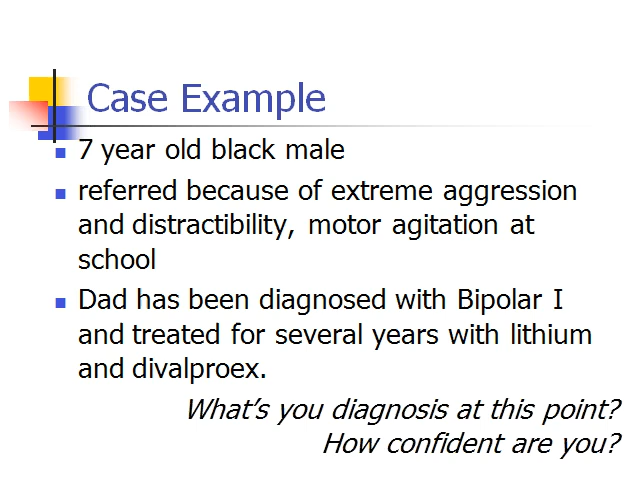 Case Example
7 year old black male
referred because of extreme aggression
and distractibility, motor agitation at
school
Dad has been diagnosed with Bipolar I
and treated for several years with lithium
and divalproex.
What's you diagnosis at this point?
How confident are you?